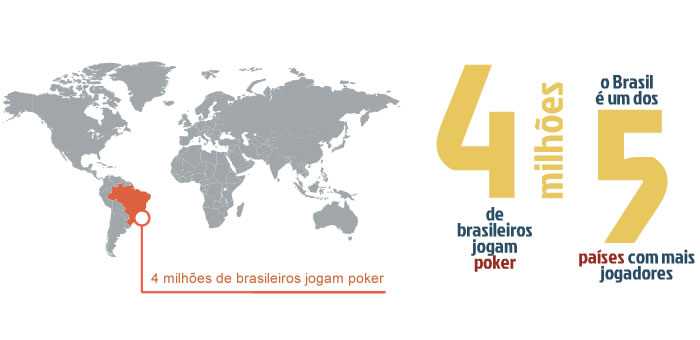 4 milhões de brasileiros jogam poker
4
milhões
de
brasileiros
jogam
poker
o Brasil
é um dos
5
países com mais
jogadores